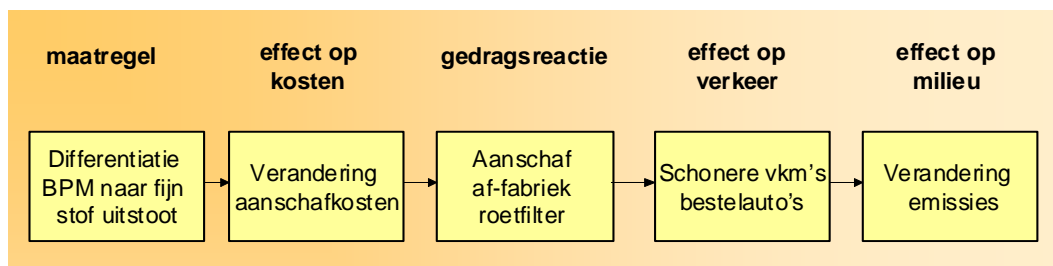 maatregel
effect op
kosten
gedragsreactie
effect op
verkeer
effect op
milieu
Differentiatie
BPM naar fijn
stof uitstoot
Verandering
aanschafkosten
Aanschaf
af-fabriek
roetfilter
Schonere vkm's
bestelauto's
Verandering
emissies